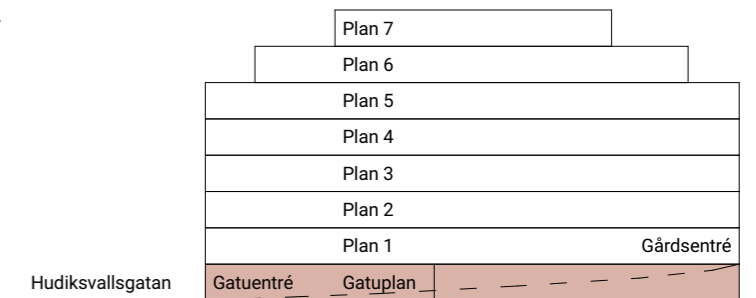 Plan 7
Plan 6
Plan 5
Plan 4
Plan 3
Plan 2
Plan 1 Gårdsentré
Hudiksvallsgatan Gatuentré Gatuplan